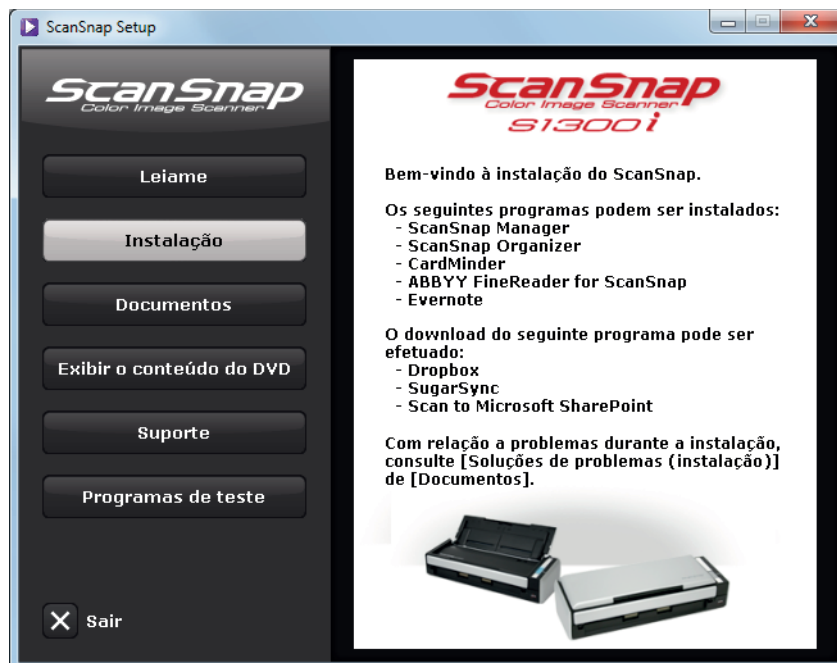 ScanSnap Setup
ScanSnap
Color Image Scanner
Leiame
Instalação
Documentos
Exibir o conteúdo do DVD
Suporte
Programas de teste
Sair
ScanSnap
Color Image Scanner
S1300i
Bem-vindo à instalação do ScanSnap.
Os seguintes programas podem ser instalados:
- ScanSnap Manager
- ScanSnap Organizer
- CardMinder
- ABBYY FineReader for ScanSnap
- Evernote
O download do seguinte programa pode ser
efetuado:
- Dropbox
- SugarSync
- Scan to Microsoft SharePoint
Com relação a problemas durante a instalação,
consulte [Soluções de problemas (instalação)]
de [Documentos].